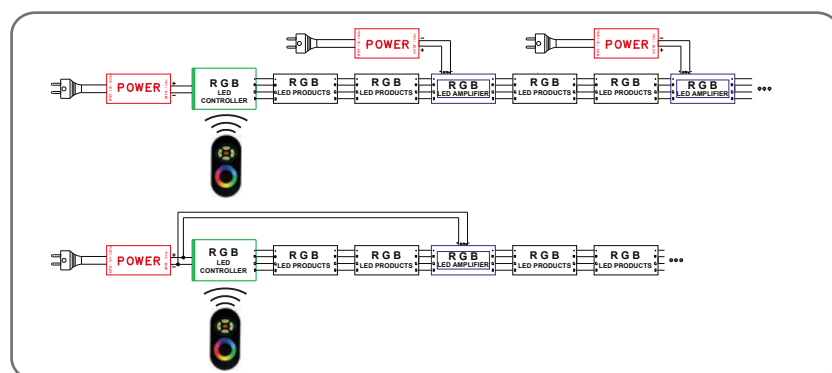 POWER
POWER
POWER
+
−
RGB
LED
CONTROLLER
RGB
LED PRODUCTS
RGB
LED PRODUCTS
RGB
LED AMPLIFIER
RGB
LED PRODUCTS
RGB
LED PRODUCTS
RGB
LED AMPLIFIER
POWER
+
−
RGB
LED
CONTROLLER
RGB
LED PRODUCTS
RGB
LED PRODUCTS
RGB
LED AMPLIFIER
RGB
LED PRODUCTS
RGB
LED PRODUCTS